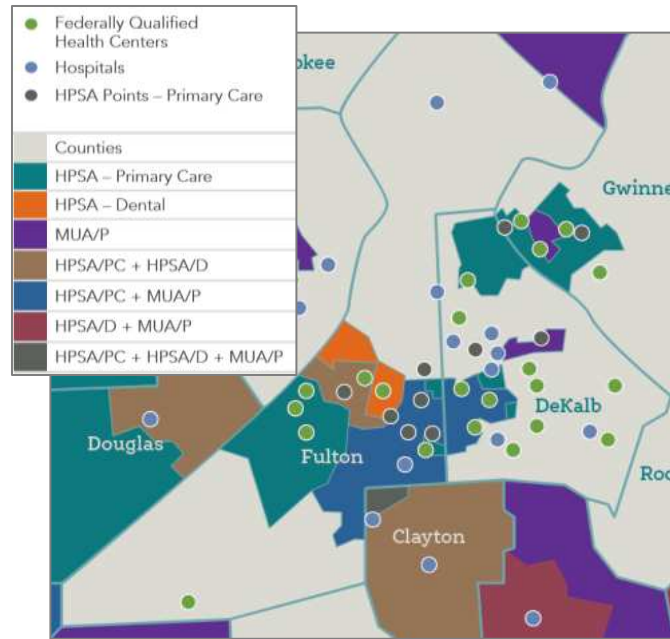 Federally Qualified
Health Centers
Hospitals
HPSA Points – Primary Care
Counties
HPSA – Primary Care
HPSA – Dental
MUA/P
HPSA/PC + HPSA/D
HPSA/PC + MUA/P
HPSA/D + MUA/P
HPSA/PC + HPSA/D + MUA/P
okee
Gwinne
Douglas
Fulton
DeKalb
Roc
Clayton